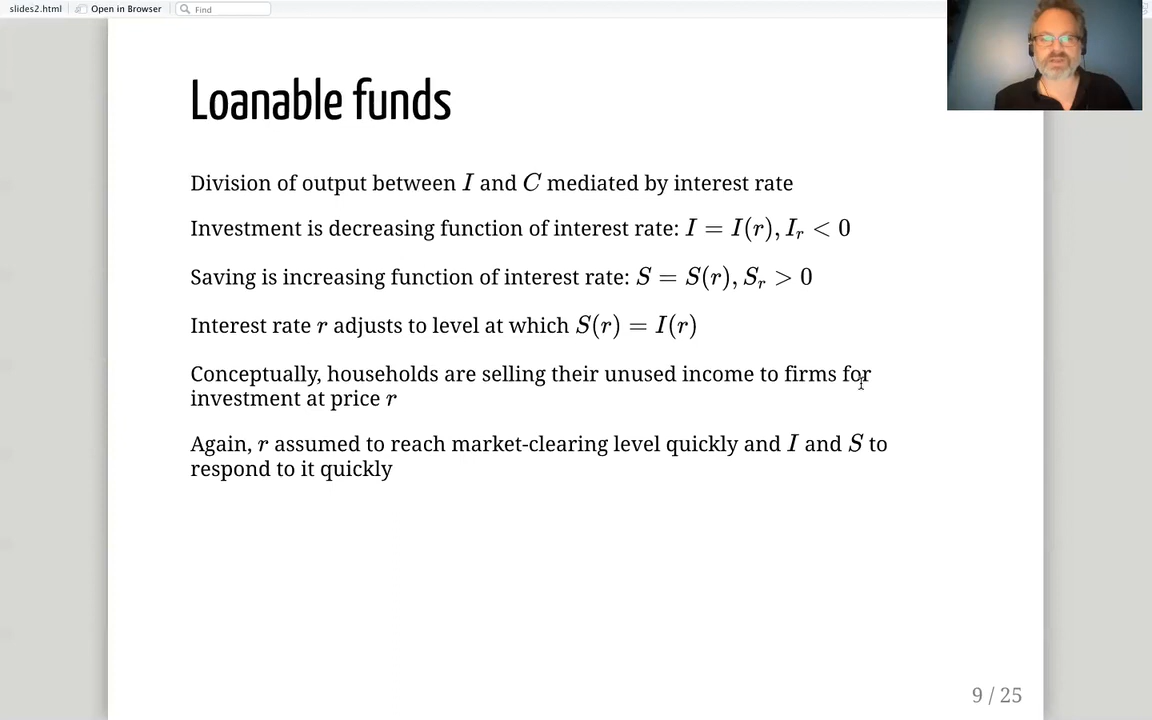 slides2.html Open in Browser Find
Loanable funds
Division of output between I and C mediated by interest rate
Investment is decreasing function of interest rate: I = I(r), Iᵣ < 0
Saving is increasing function of interest rate: S = S(r), Sᵣ > 0
Interest rate r adjusts to level at which S(r) = I(r)
Conceptually, households are selling their unused income to firms for
investment at price r
Again, r assumed to reach market-clearing level quickly and I and S to
respond to it quickly
9 / 25